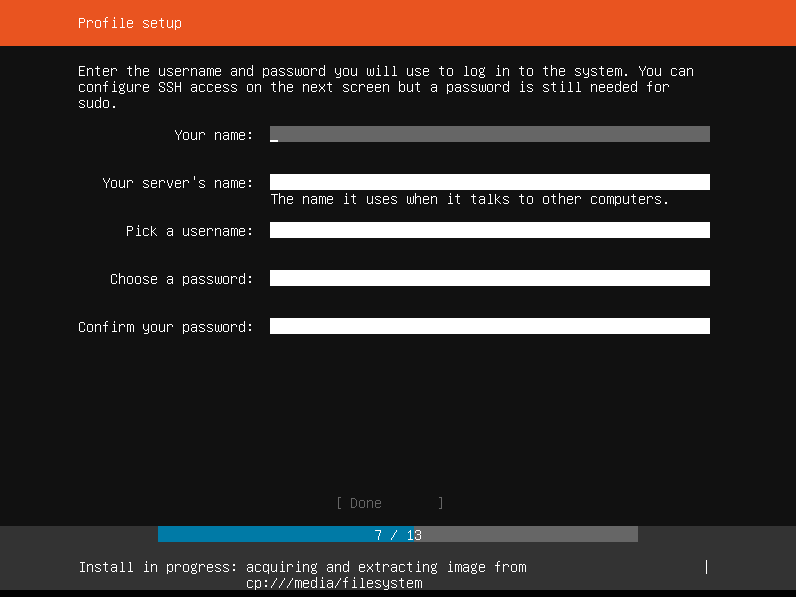 Profile setup
Enter the username and password you will use to log in to the system. You can
configure SSH access on the next screen but a password is still needed for
sudo.
Your name:
Your server's name:
The name it uses when it talks to other computers.
Pick a username:
Choose a password:
Confirm your password:
[ Done       ]
7 / 13
Install in progress: acquiring and extracting image from          |
cp:///media/filesystem